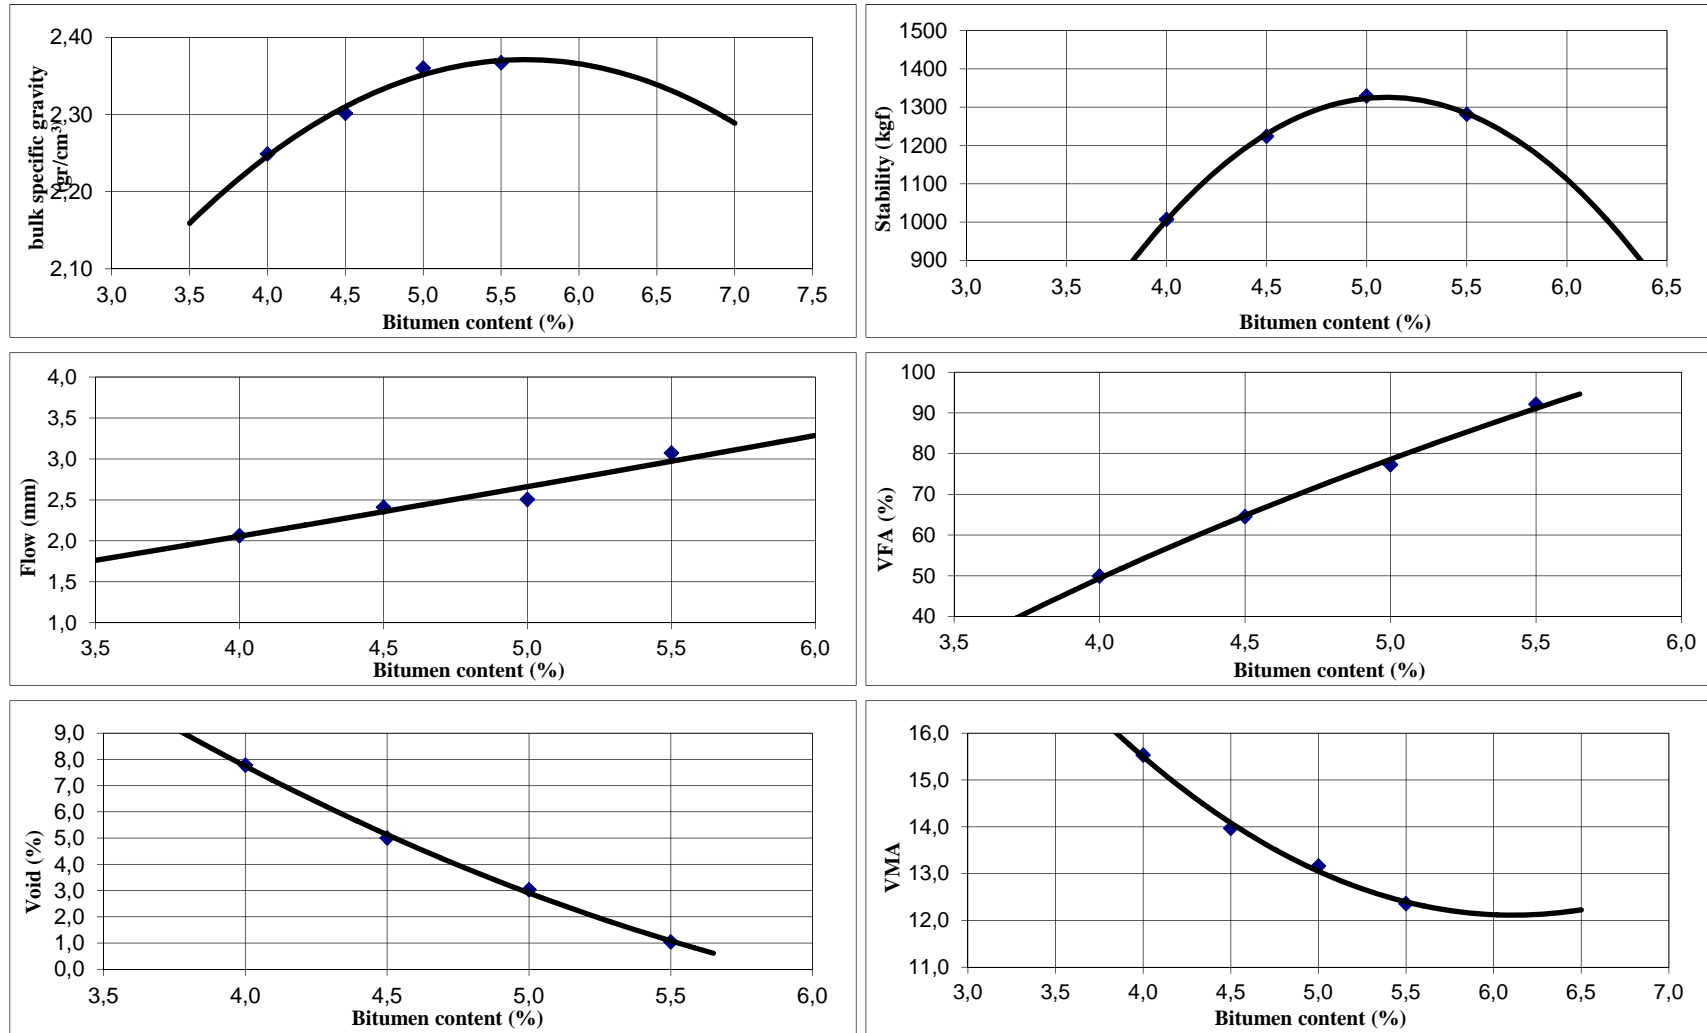 bulk specific gravity
(gr/cm³)
2,40
2,30
2,20
2,10
3,0 3,5 4,0 4,5 5,0 5,5 6,0 6,5 7,0 7,5
Bitumen content (%)
Stability (kgf)
1500
1400
1300
1200
1100
1000
900
3,0 3,5 4,0 4,5 5,0 5,5 6,0 6,5
Bitumen content (%)
Flow (mm)
4,0
3,5
3,0
2,5
2,0
1,5
1,0
3,5 4,0 4,5 5,0 5,5 6,0
Bitumen content (%)
VFA (%)
100
90
80
70
60
50
40
3,5 4,0 4,5 5,0 5,5 6,0
Bitumen content (%)
Void (%)
9,0
8,0
7,0
6,0
5,0
4,0
3,0
2,0
1,0
0,0
3,5 4,0 4,5 5,0 5,5 6,0
Bitumen content (%)
VMA
16,0
15,0
14,0
13,0
12,0
11,0
3,0 3,5 4,0 4,5 5,0 5,5 6,0 6,5 7,0
Bitumen content (%)